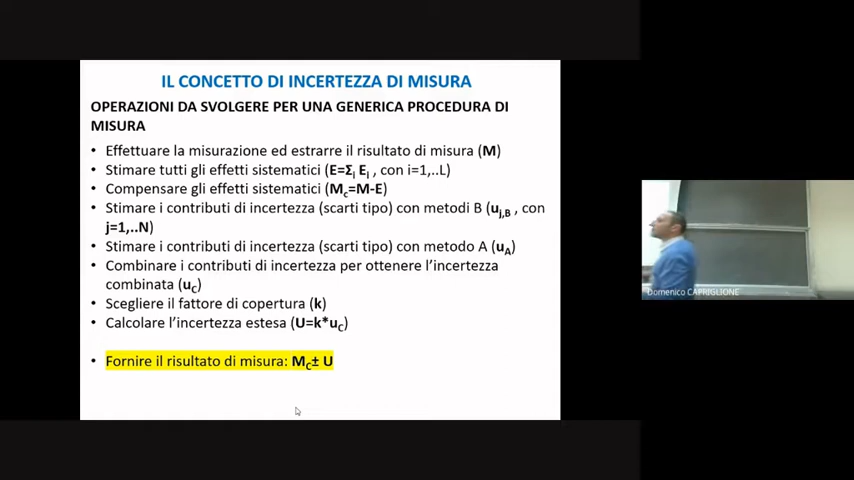 IL CONCETTO DI INCERTEZZA DI MISURA
OPERAZIONI DA SVOLGERE PER UNA GENERICA PROCEDURA DI
MISURA
• Effettuare la misurazione ed estrarre il risultato di misura (M)
• Stimare tutti gli effetti sistematici (E=Σi Ei , con i=1,..L)
• Compensare gli effetti sistematici (Mc=M-E)
• Stimare i contributi di incertezza (scarti tipo) con metodi B (uj,B , con
j=1,..N)
• Stimare i contributi di incertezza (scarti tipo) con metodo A (uA)
• Combinare i contributi di incertezza per ottenere l’incertezza
combinata (uC)
• Scegliere il fattore di copertura (k)
• Calcolare l’incertezza estesa (U=k*uC)
• Fornire il risultato di misura: MC± U
Domenico CAPRIGLIONE